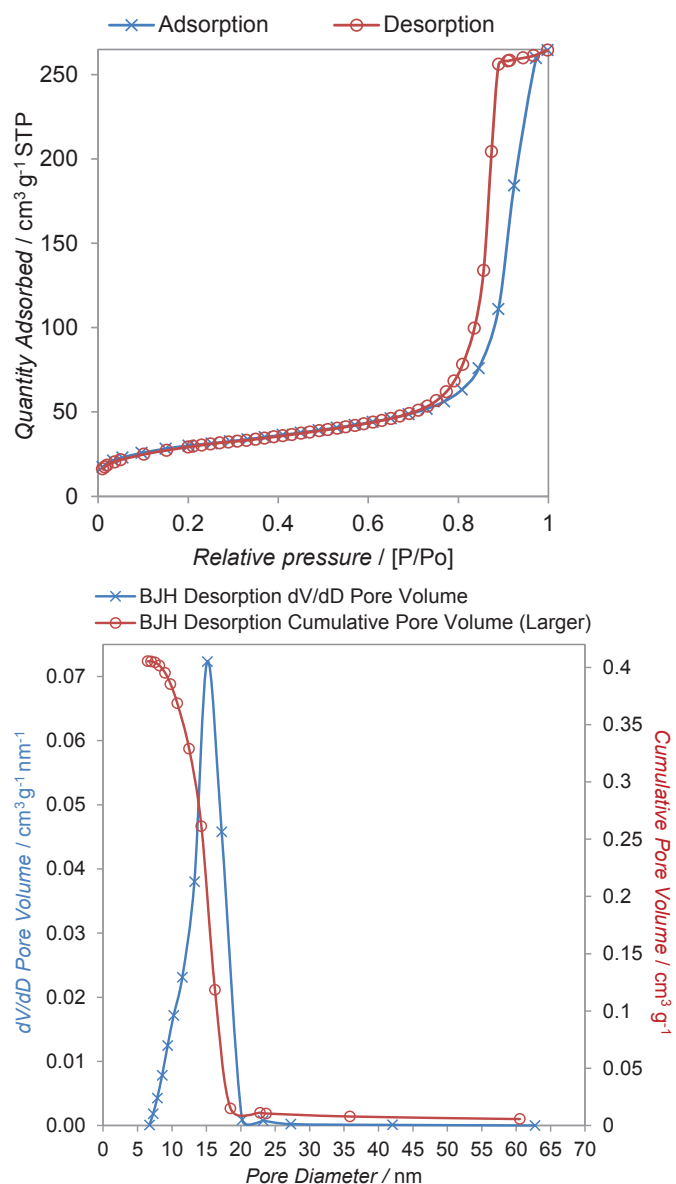 Adsorption Desorption
Quantity Adsorbed / cm³ g⁻¹ STP
250
200
150
100
50
0
0 0.2 0.4 0.6 0.8 1
Relative pressure / [P/Po]
BJH Desorption dV/dD Pore Volume
BJH Desorption Cumulative Pore Volume (Larger)
dV/dD Pore Volume / cm³ g⁻¹ nm⁻¹
0.07
0.06
0.05
0.04
0.03
0.02
0.01
0.00
0.4
0.35
0.3
0.25
0.2
0.15
0.1
0.05
0
Cumulative Pore Volume / cm³ g⁻¹
0 5 10 15 20 25 30 35 40 45 50 55 60 65 70
Pore Diameter / nm